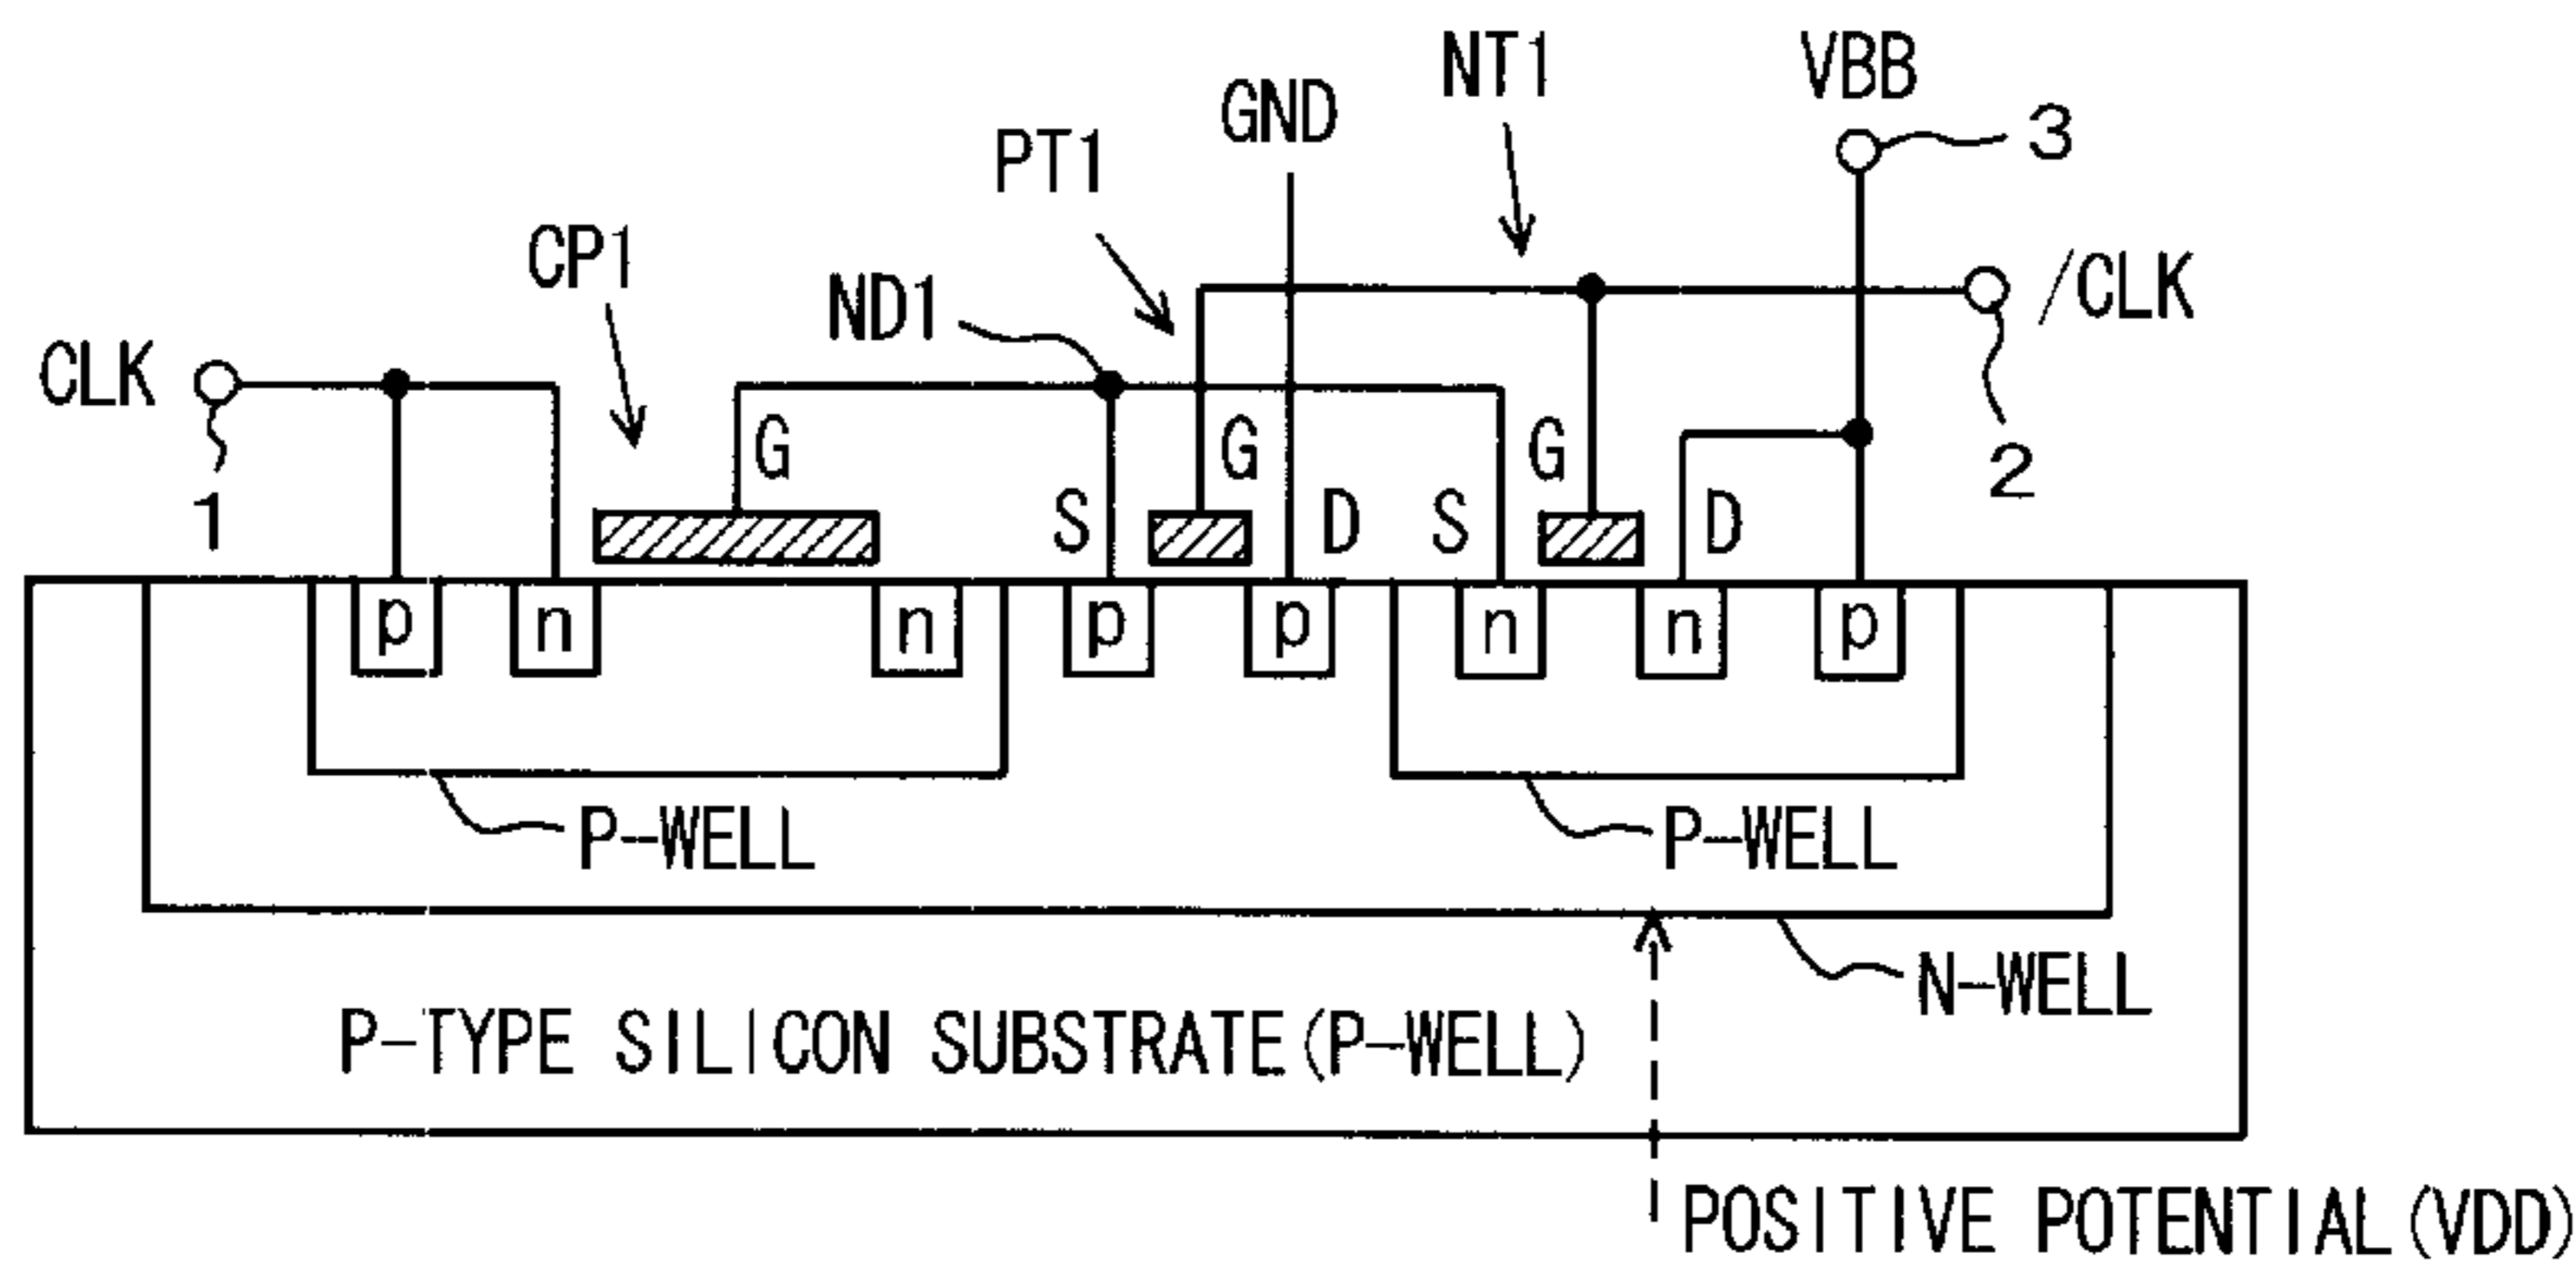 NT1
VBB
GND
3
PT1
CP1
ND1
/CLK
CLK
G
G
G
2
1
S
D
S
D
p
n
n
p
p
n
n
p
P-WELL
P-WELL
N-WELL
P-TYPE SILICON SUBSTRATE(P-WELL)
POSITIVE POTENTIAL(VDD)